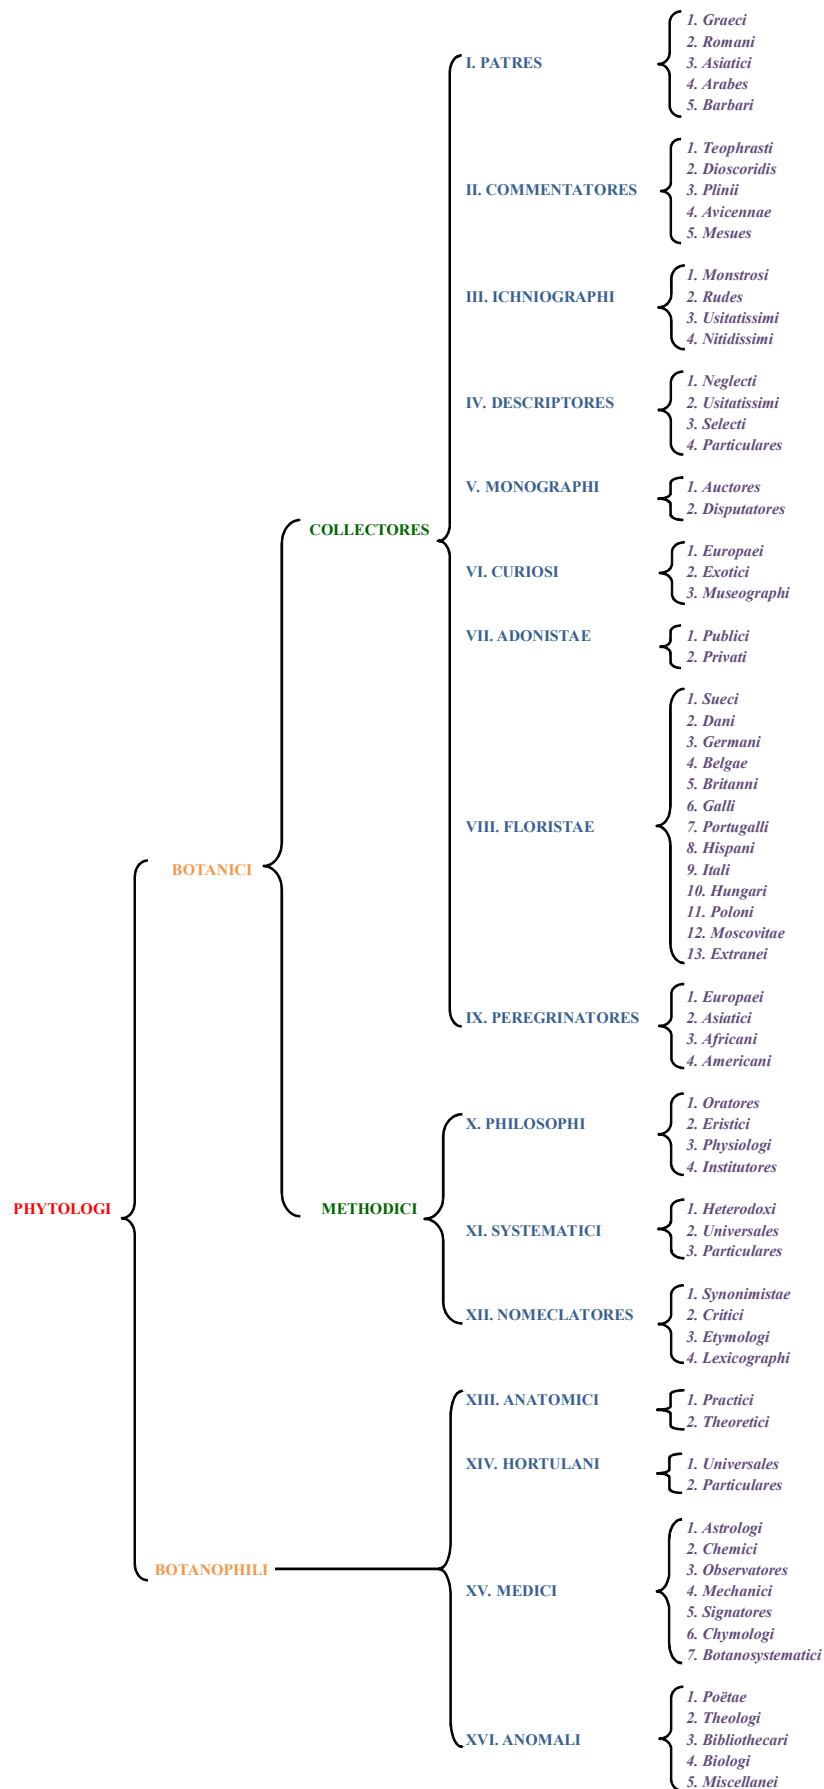 PHYTOLOGI
BOTANICI
COLLECTORES
I. PATRES
1. Graeci
2. Romani
3. Asiatici
4. Arabes
5. Barbari
II. COMMENTATORES
1. Teophrasti
2. Dioscoridis
3. Plinii
4. Avicennae
5. Mesues
III. ICHNIOGRAPHI
1. Monstrosi
2. Rudes
3. Usitatissimi
4. Nitidissimi
IV. DESCRIPTORES
1. Neglecti
2. Usitatissimi
3. Selecti
4. Particulares
V. MONOGRAPHI
1. Auctores
2. Disputatores
VI. CURIOSI
1. Europaei
2. Exotici
3. Museographi
VII. ADONISTAE
1. Publici
2. Privati
VIII. FLORISTAE
1. Sueci
2. Dani
3. Germani
4. Belgae
5. Britanni
6. Galli
7. Portugalli
8. Hispani
9. Itali
10. Hungari
11. Poloni
12. Moscovitae
13. Extranei
IX. PEREGRINATORES
1. Europaei
2. Asiatici
3. Africani
4. Americani
METHODICI
X. PHILOSOPHI
1. Oratores
2. Eristici
3. Physiologi
4. Institutores
XI. SYSTEMATICI
1. Heterodoxi
2. Universales
3. Particulares
XII. NOMECLATORES
1. Synonimistae
2. Critici
3. Etymologi
4. Lexicographi
BOTANOPHILI
XIII. ANATOMICI
1. Practici
2. Theoretici
XIV. HORTULANI
1. Universales
2. Particulares
XV. MEDICI
1. Astrologi
2. Chemici
3. Observatores
4. Mechanici
5. Signatores
6. Chymologi
7. Botanosystematici
XVI. ANOMALI
1. Poëtae
2. Theologi
3. Bibliothecari
4. Biologi
5. Miscellanei